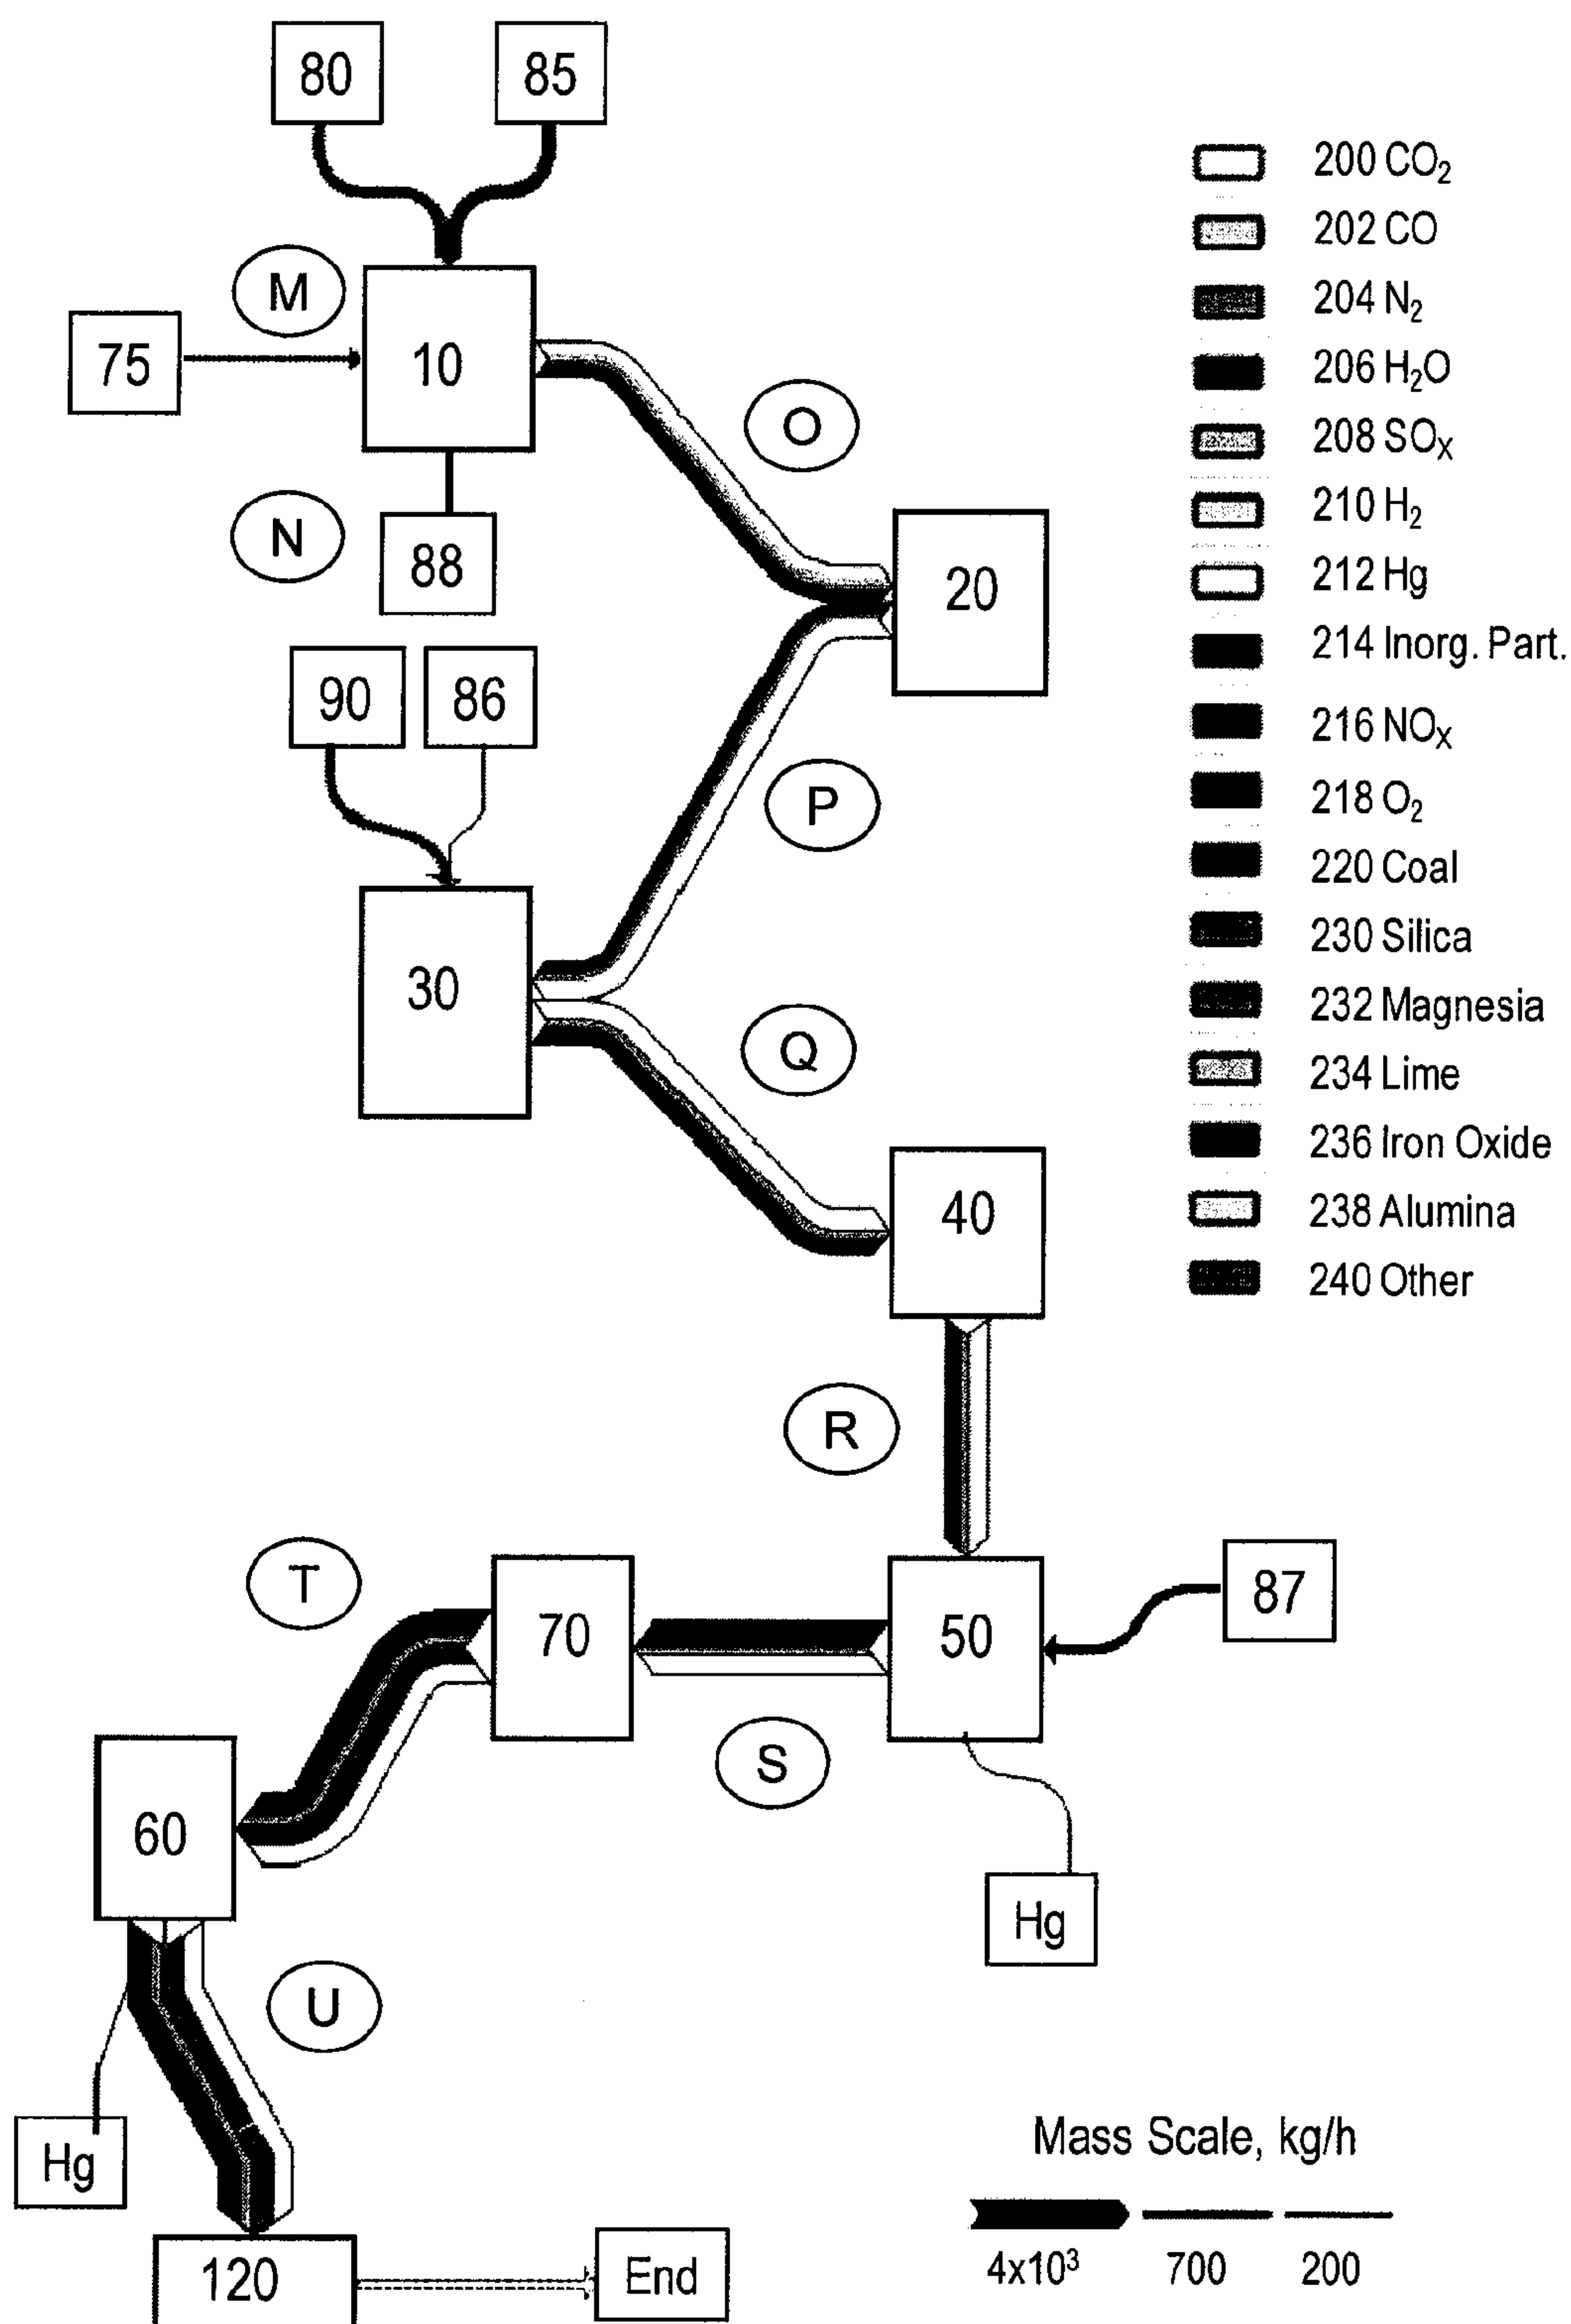 80
85
M
75
10
O
N
88
20
90
86
P
30
Q
40
R
T
70
50
87
S
60
Hg
U
Hg
120
End
200 CO₂
202 CO
204 N₂
206 H₂O
208 SOₓ
210 H₂
212 Hg
214 Inorg. Part.
216 NOₓ
218 O₂
220 Coal
230 Silica
232 Magnesia
234 Lime
236 Iron Oxide
238 Alumina
240 Other
Mass Scale, kg/h
4x10³ 700 200